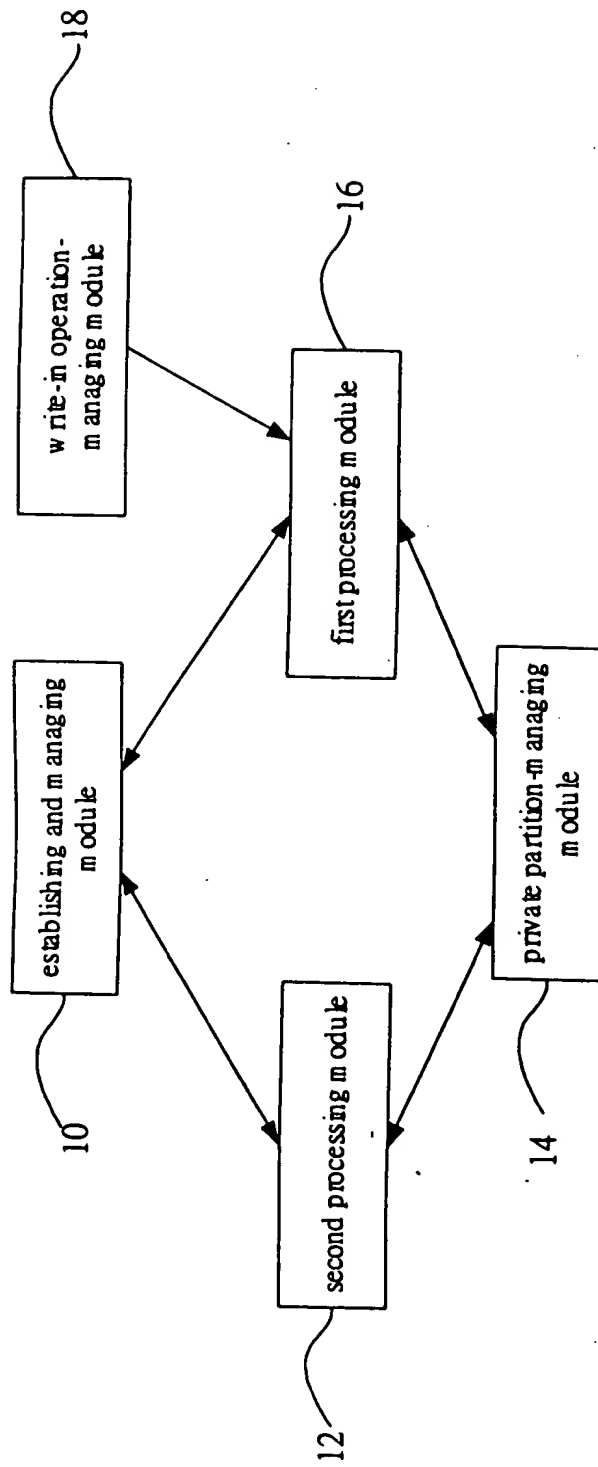 18
write-in operation-
managing module
16
first processing module
establishing and managing
module
10
private partition-managing
module
14
second processing module
12